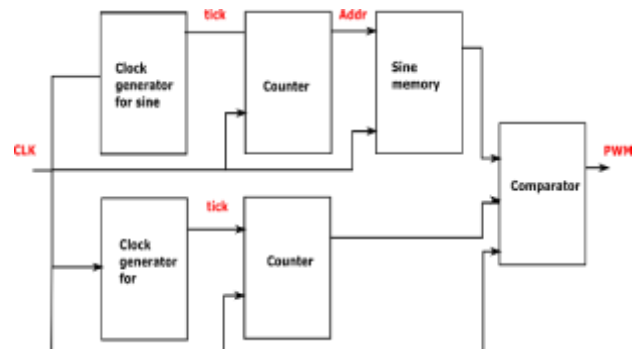 tick
Addr
Clock
generator
for sine
Counter
Sine
memory
CLK
PWM
Comparator
tick
Clock
generator
for
Counter